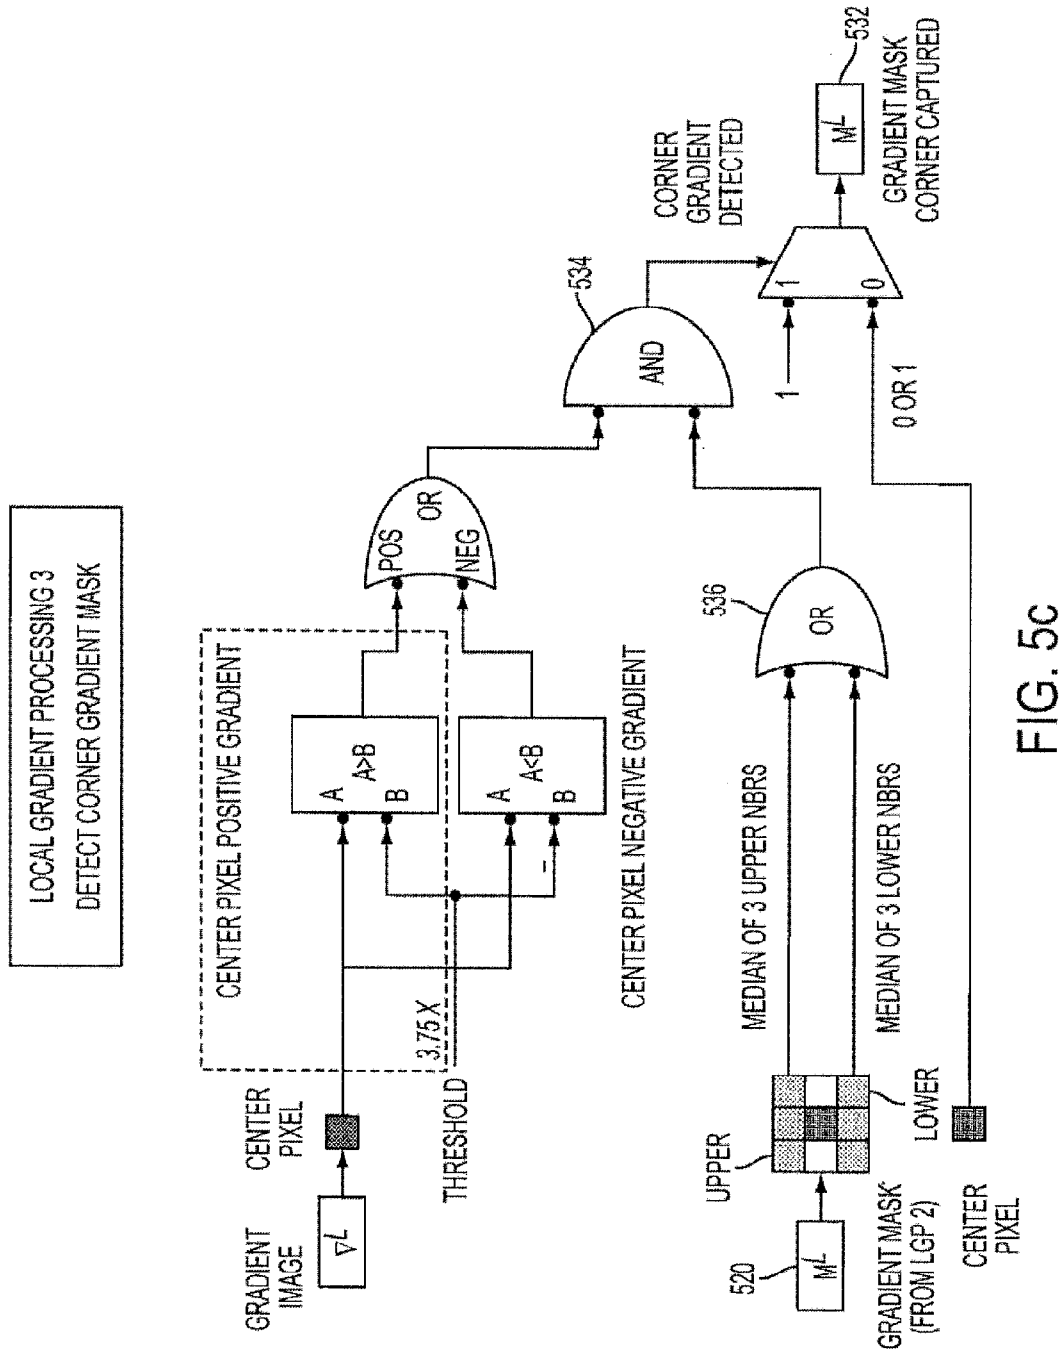 LOCAL GRADIENT PROCESSING 3
DETECT CORNER GRADIENT MASK
GRADIENT
IMAGE
∇L
CENTER
PIXEL
CENTER PIXEL POSITIVE GRADIENT
A
B
A>B
THRESHOLD
3.75 X
–
A
B
A<B
CENTER PIXEL NEGATIVE GRADIENT
POS
NEG
OR
534
AND
CORNER
GRADIENT
DETECTED
1
1
0
0 OR 1
ML
532
GRADIENT MASK
CORNER CAPTURED
520
ML
GRADIENT MASK
(FROM LGP 2)
UPPER
LOWER
MEDIAN OF 3 UPPER NBRS
MEDIAN OF 3 LOWER NBRS
536
OR
CENTER
PIXEL
FIG. 5c